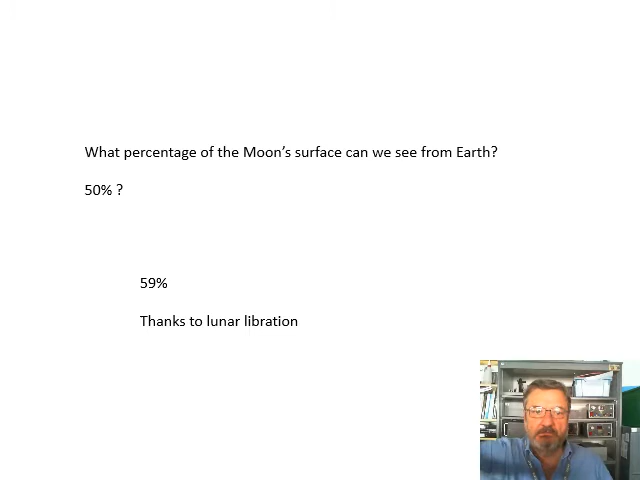 What percentage of the Moon’s surface can we see from Earth?
50% ?
59%
Thanks to lunar libration